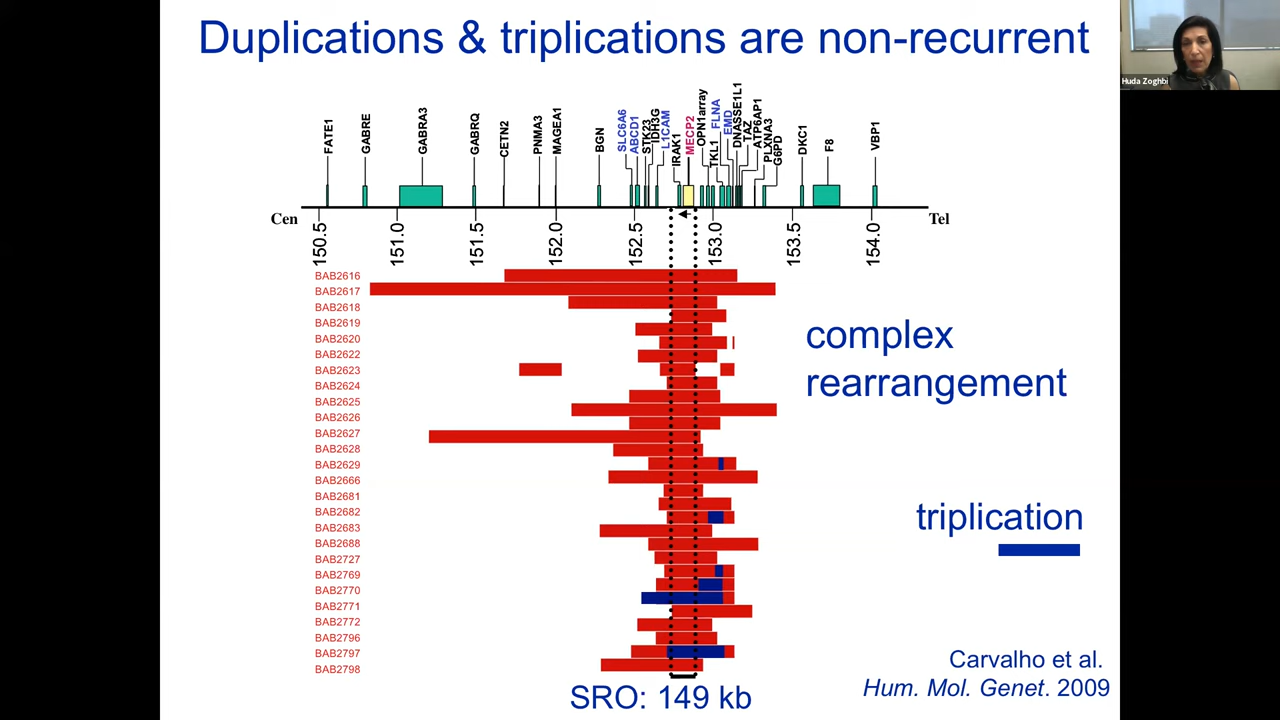 Duplications & triplications are non-recurrent
Huda Zoghbi
FATE1
GABRE
GABRA3
GABRQ
CETN2
PNMA3
MAGEA1
BGN
SLC6A6
ABCD1
STK23
IDH3G
L1CAM
IRAK1
MECP2
OPN1array
TKL1
FLNA
EMD
DNASSE1L1
TAZ
ATP6AP1
PLXNA3
G6PD
DKC1
F8
VBP1
Cen
Tel
150.5
151.0
151.5
152.0
152.5
153.0
153.5
154.0
BAB2616
BAB2617
BAB2618
BAB2619
BAB2620
BAB2622
BAB2623
BAB2624
BAB2625
BAB2626
BAB2627
BAB2628
BAB2629
BAB2666
BAB2681
BAB2682
BAB2683
BAB2688
BAB2727
BAB2769
BAB2770
BAB2771
BAB2772
BAB2796
BAB2797
BAB2798
complex
rearrangement
triplication
SRO: 149 kb
Carvalho et al.
Hum. Mol. Genet. 2009